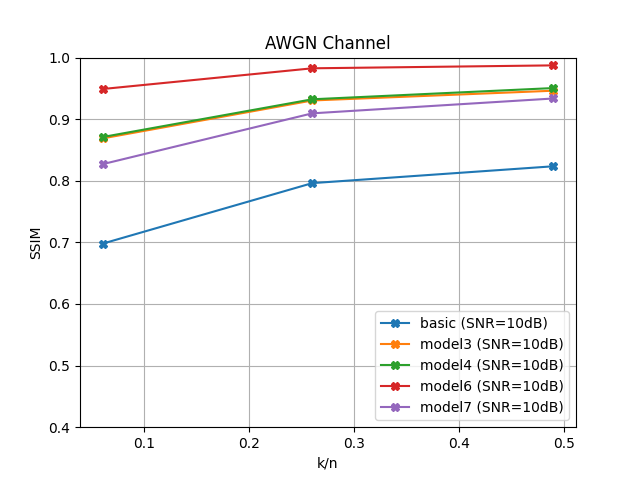 AWGN Channel
1.0
0.9
0.8
0.7
0.6
0.5
0.4
SSIM
basic (SNR=10dB)
model3 (SNR=10dB)
model4 (SNR=10dB)
model6 (SNR=10dB)
model7 (SNR=10dB)
0.1 0.2 0.3 0.4 0.5
k/n